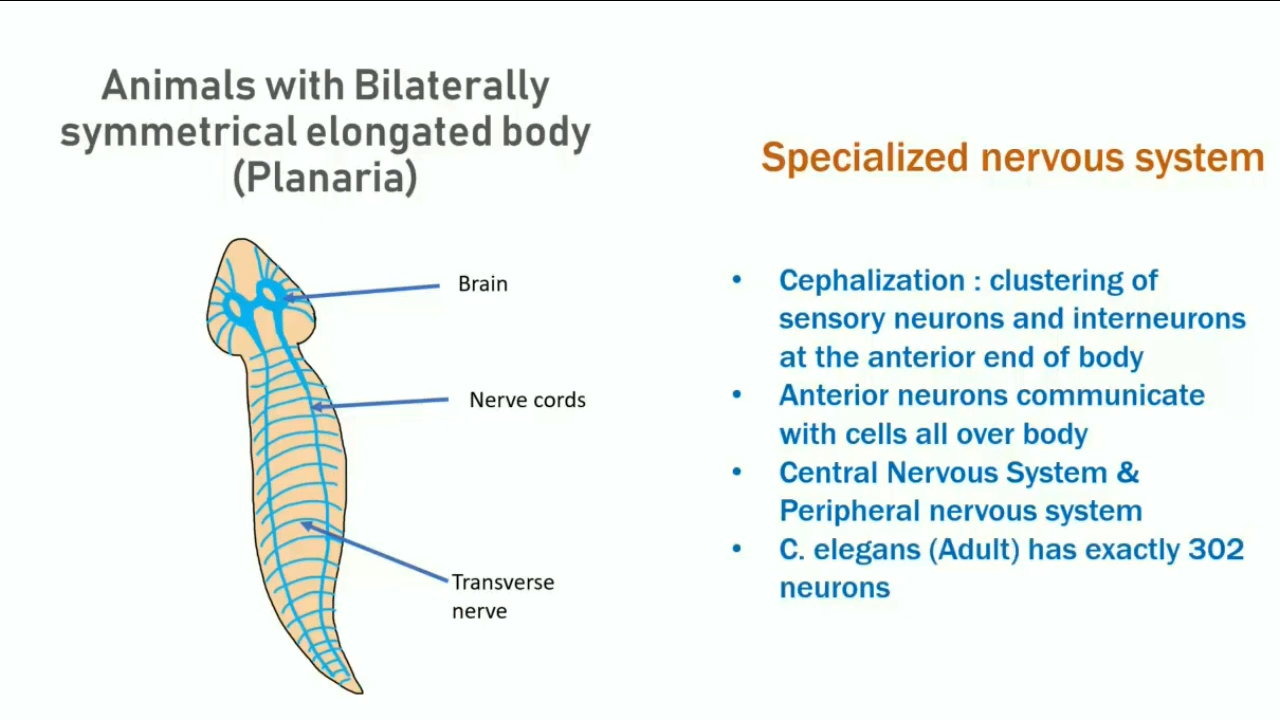 Animals with Bilaterally
symmetrical elongated body
(Planaria)
Brain
Nerve cords
Transverse
nerve
Specialized nervous system
• Cephalization : clustering of
sensory neurons and interneurons
at the anterior end of body
• Anterior neurons communicate
with cells all over body
• Central Nervous System &
Peripheral nervous system
• C. elegans (Adult) has exactly 302
neurons